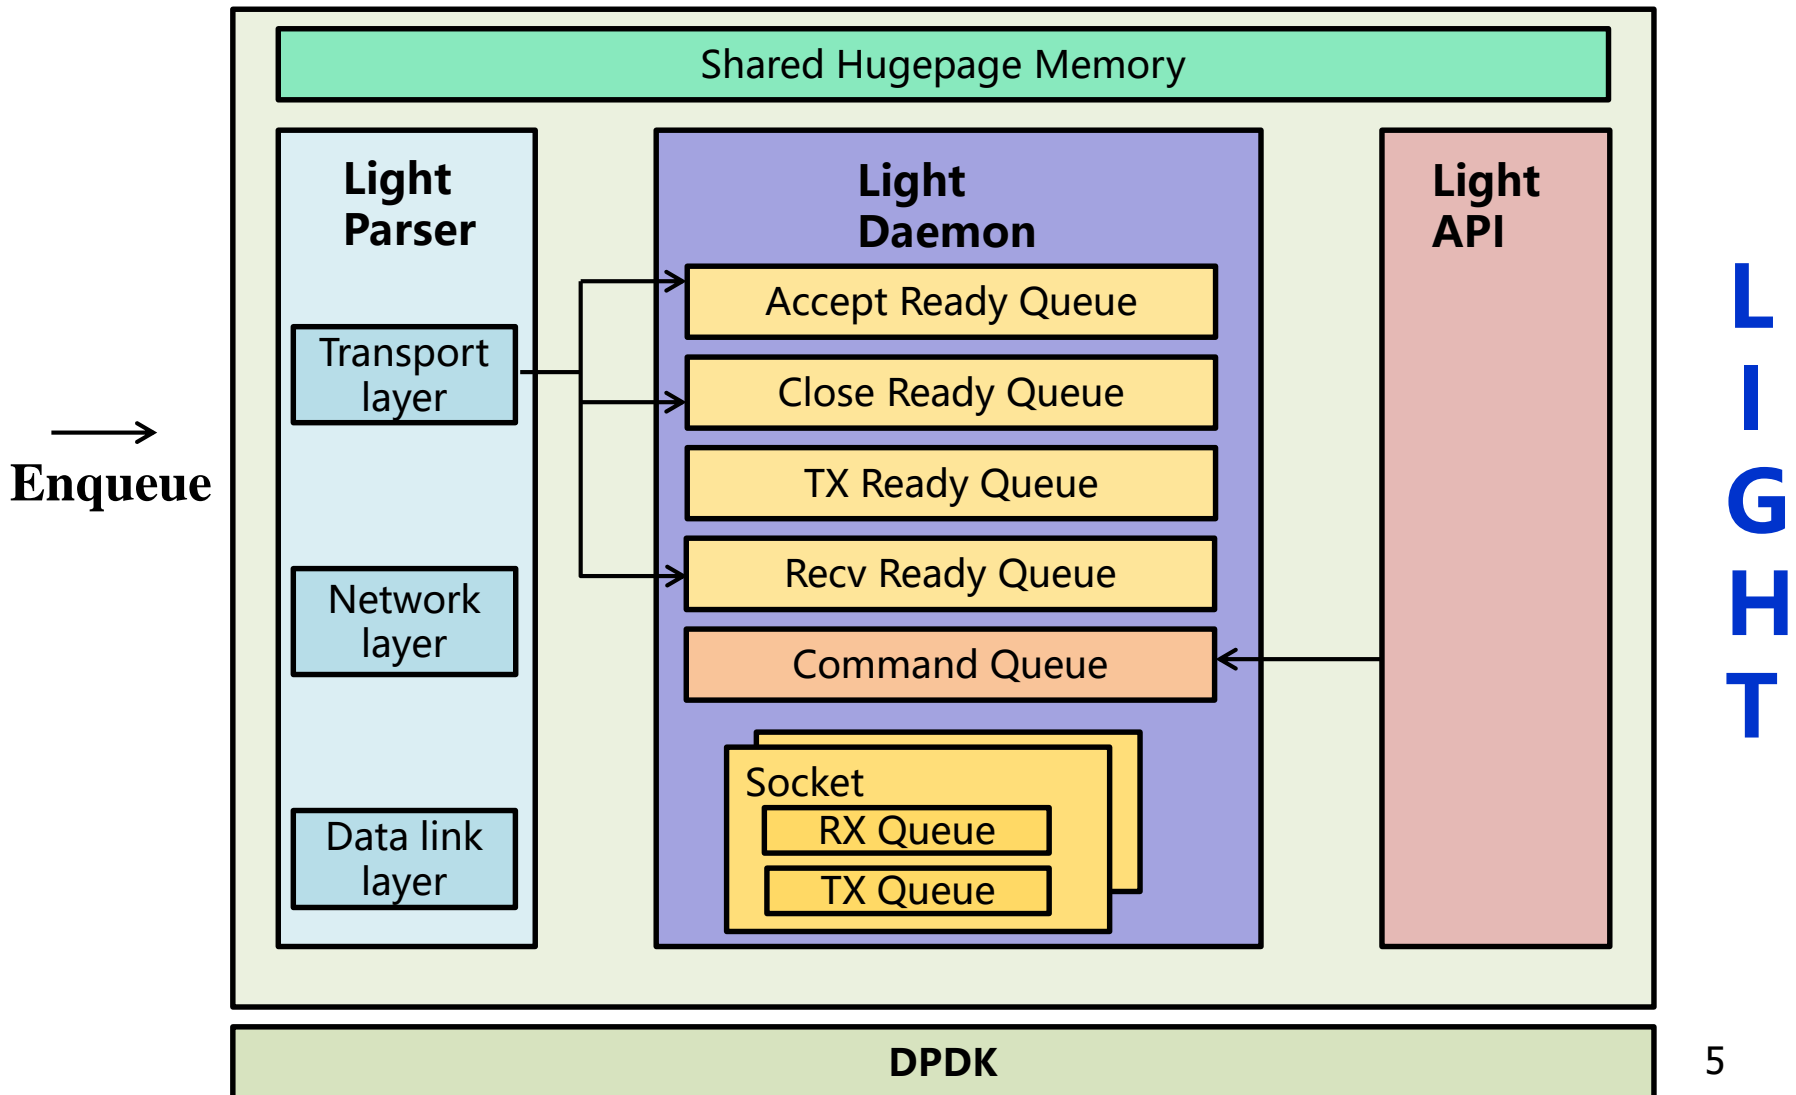 Shared Hugepage Memory
Light
Parser
Transport
layer
Network
layer
Data link
layer
Light
Daemon
Accept Ready Queue
Close Ready Queue
TX Ready Queue
Recv Ready Queue
Command Queue
Socket
RX Queue
TX Queue
Light
API
Enqueue
L
I
G
H
T
DPDK
5